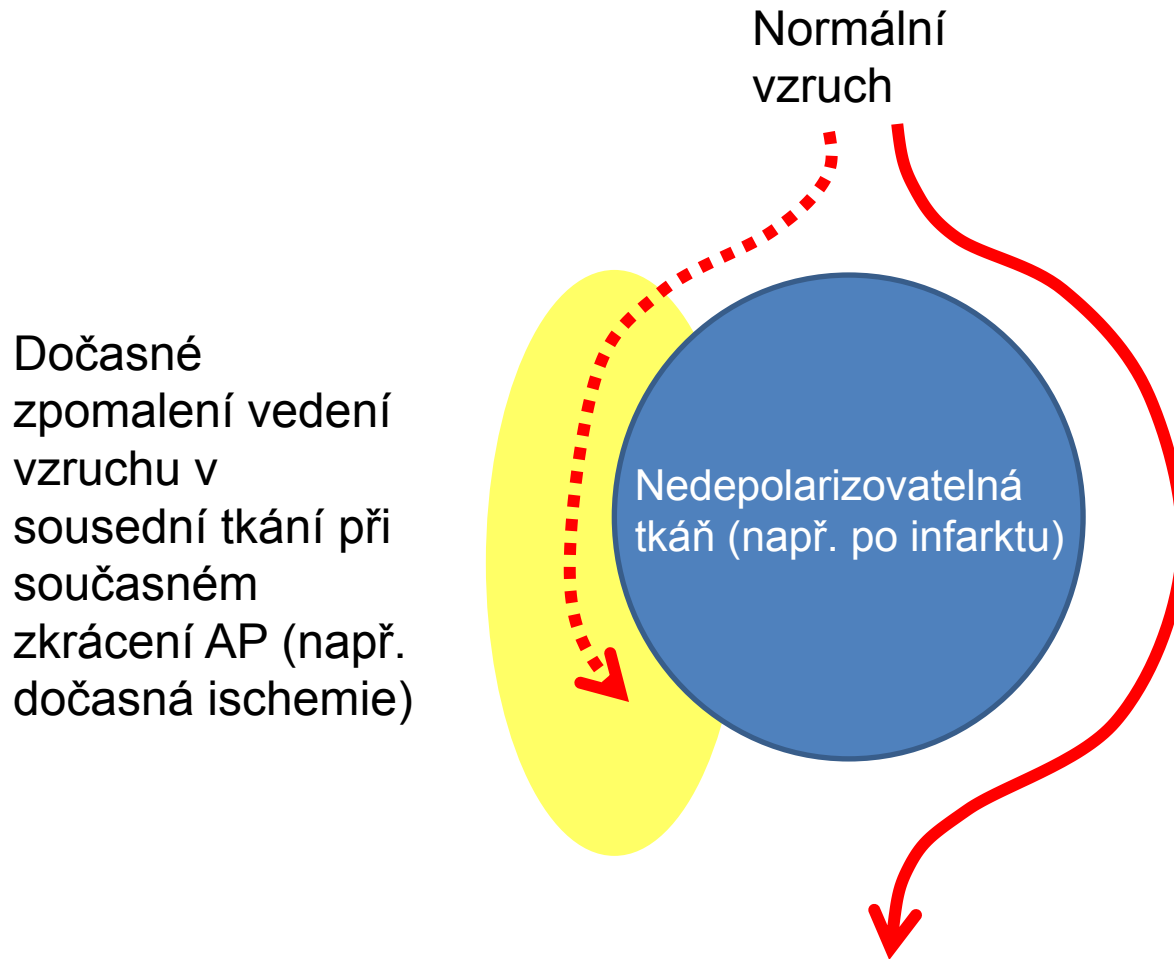 Normální
vzruch
Dočasné
zpomalení vedení
vzruchu v
sousední tkání při
současném
zkrácení AP (např.
dočasná ischemie)
Nedepolarizovatelná
tkáň (např. po infarktu)